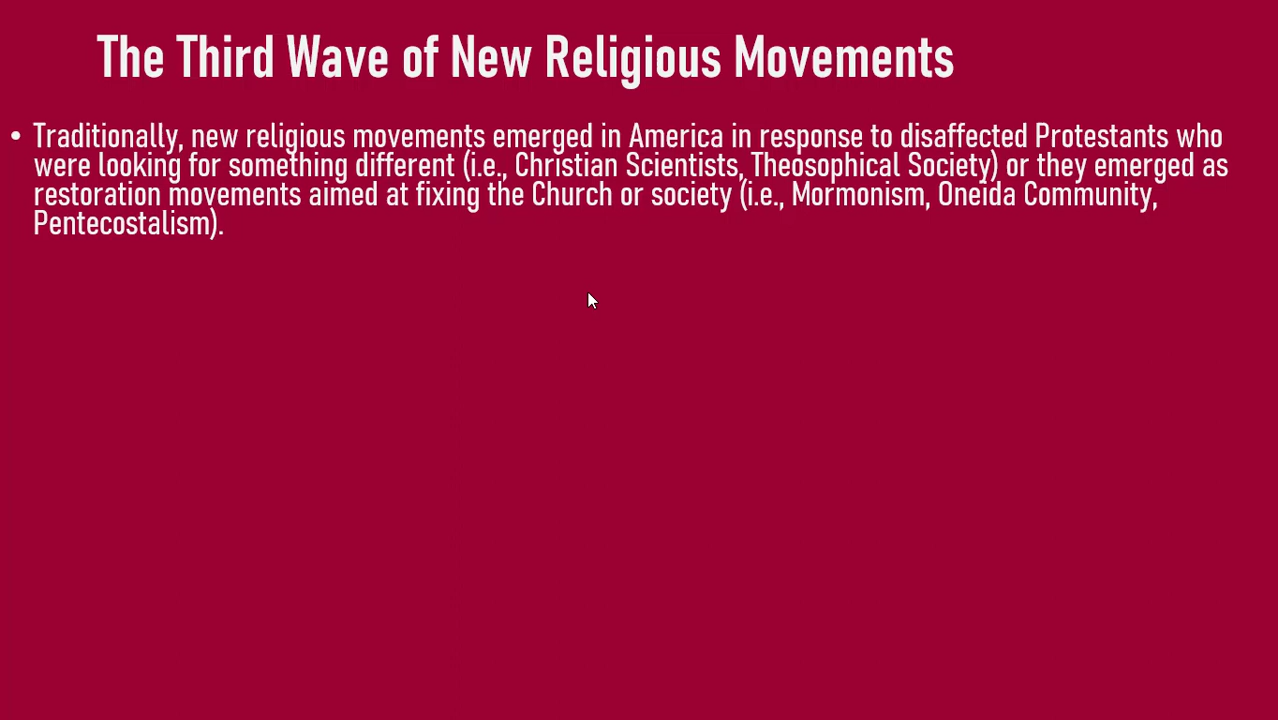 The Third Wave of New Religious Movements
• Traditionally, new religious movements emerged in America in response to disaffected Protestants who
were looking for something different (i.e., Christian Scientists, Theosophical Society) or they emerged as
restoration movements aimed at fixing the Church or society (i.e., Mormonism, Oneida Community,
Pentecostalism).